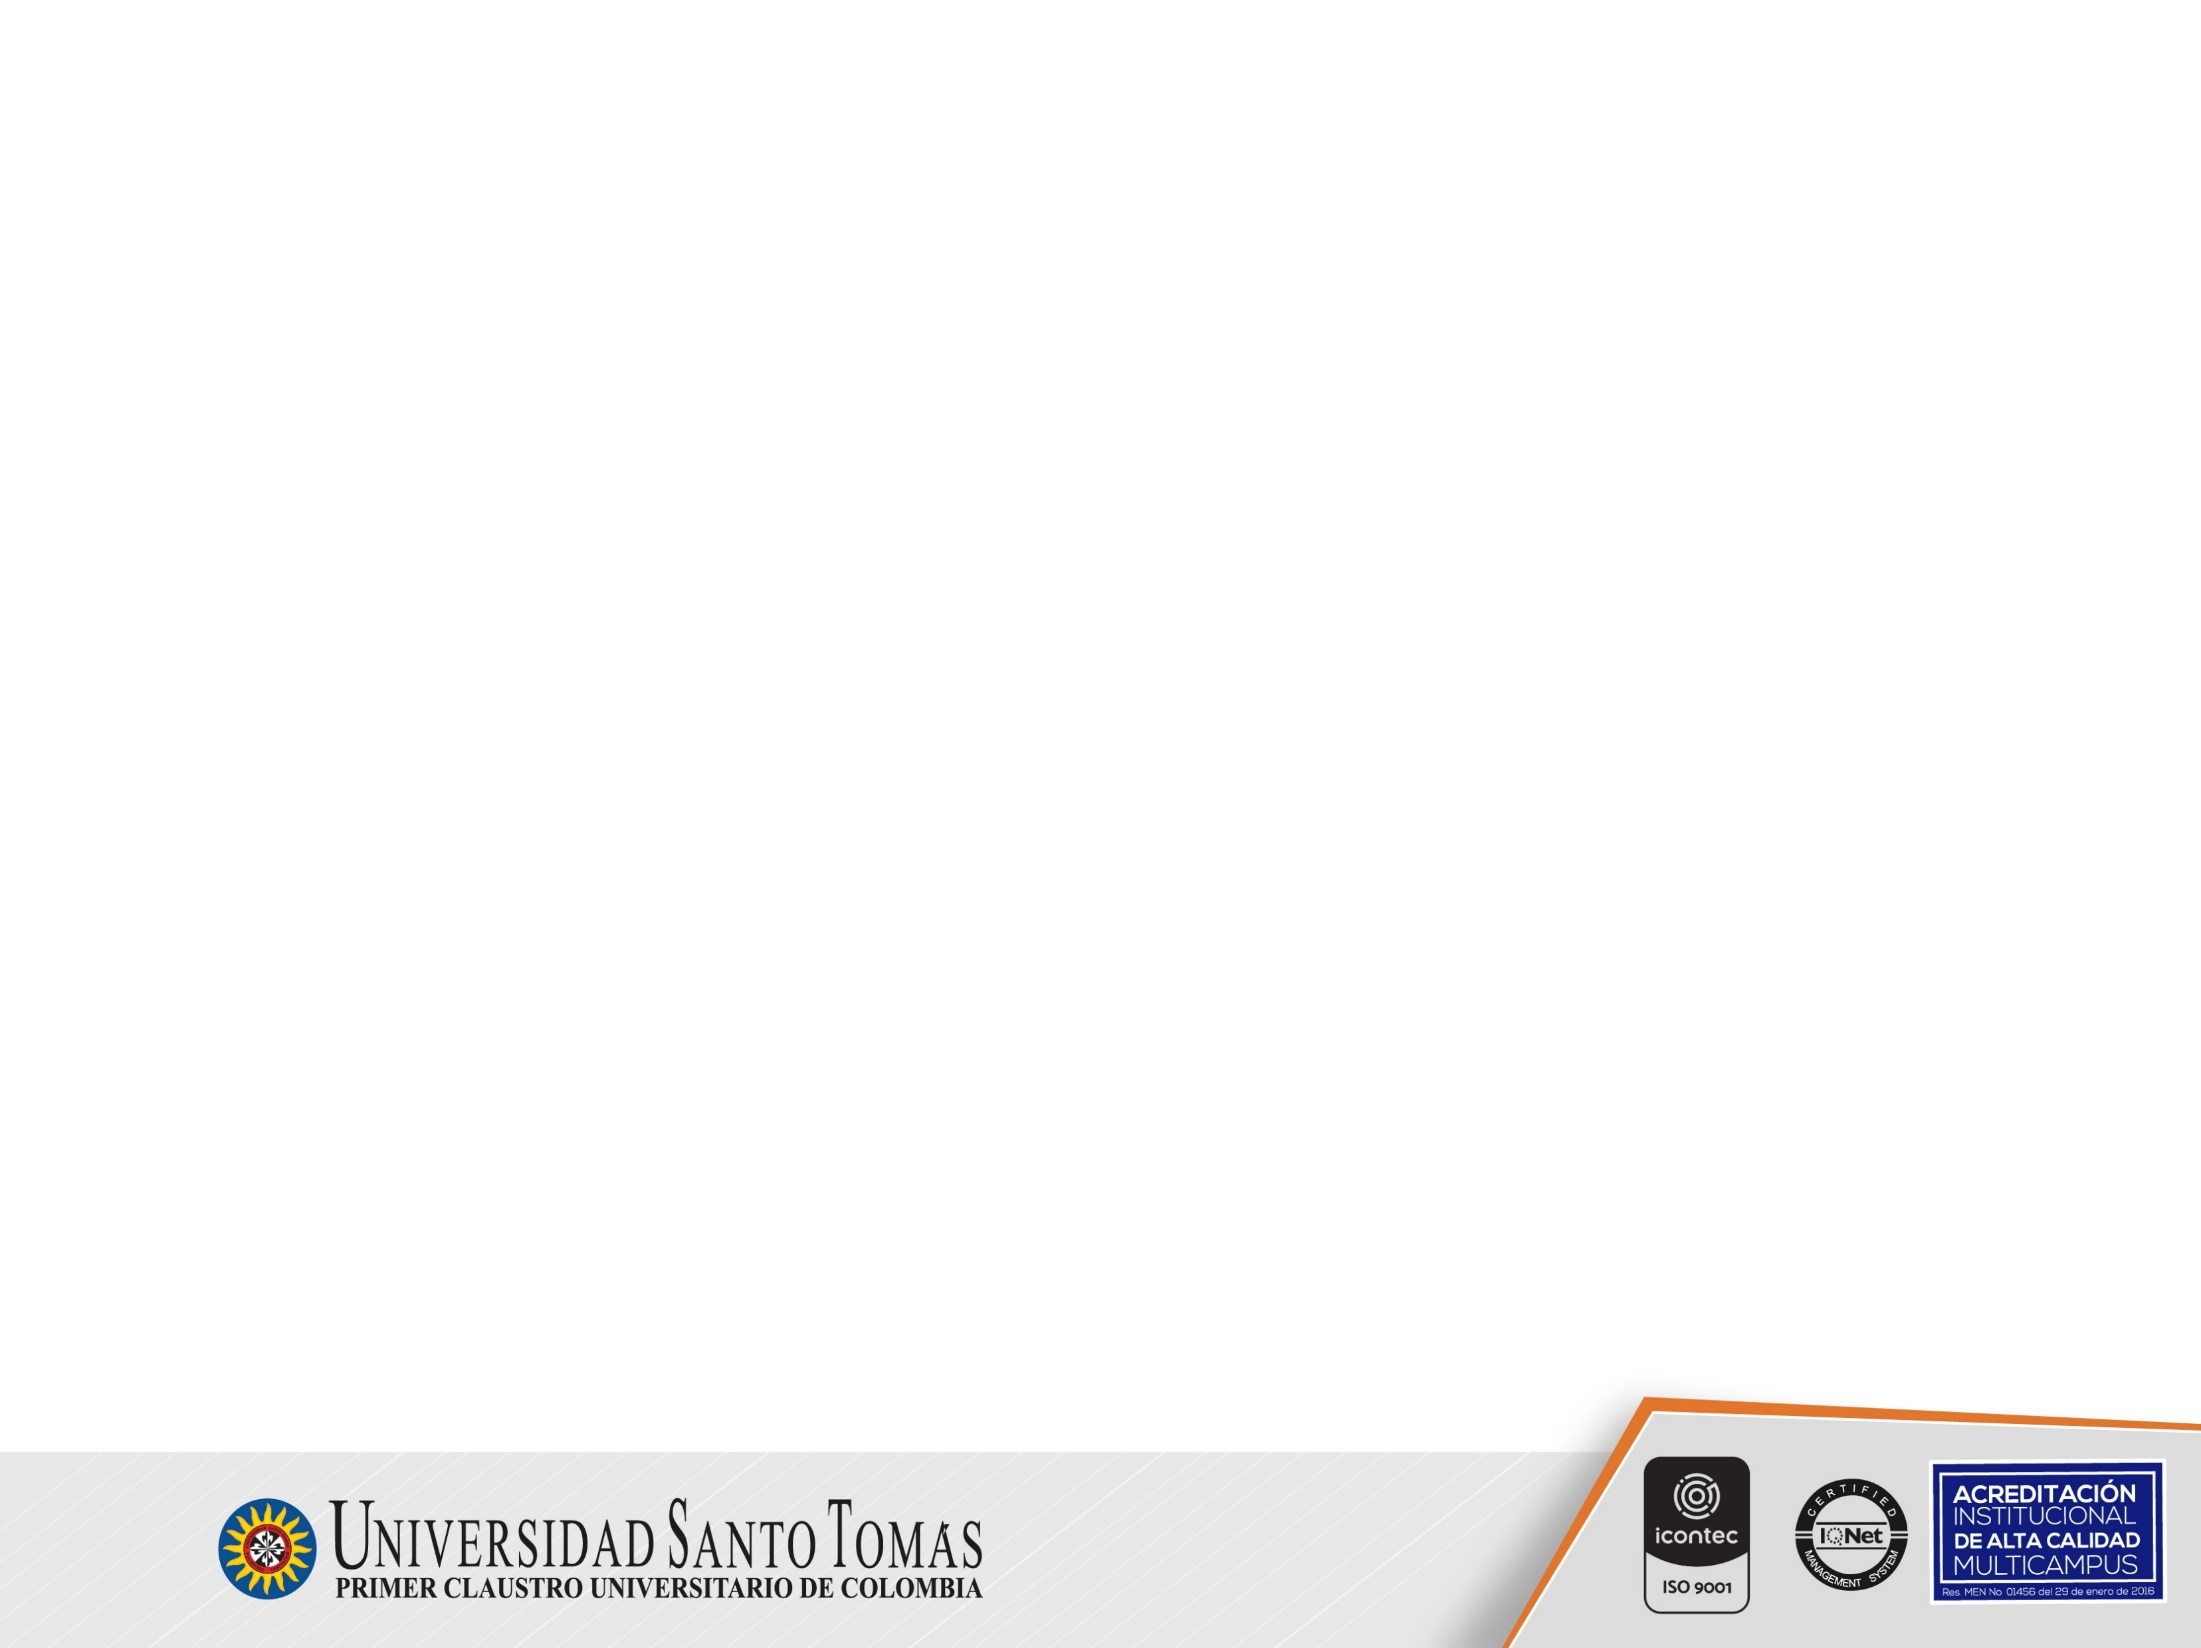 UNIVERSIDAD SANTO TOMÁS
PRIMER CLAUSTRO UNIVERSITARIO DE COLOMBIA
icontec
ISO 9001
CERTIFIED
IQNet
MANAGEMENT SYSTEM
ACREDITACIÓN
INSTITUCIONAL
DE ALTA CALIDAD
MULTICAMPUS
Res. MEN No. 01456 del 29 de enero de 2016